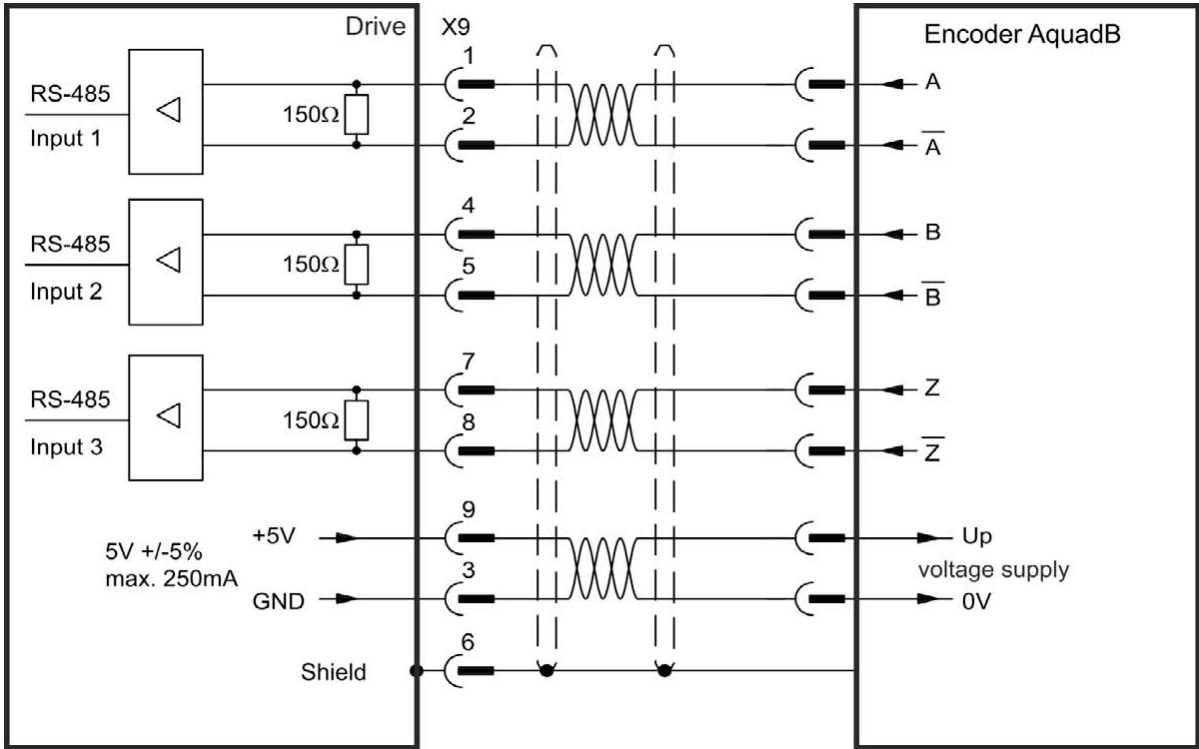 Drive
X9
Encoder AquadB
1
A
RS-485
150Ω
Input 1
2
A̅
4
B
RS-485
150Ω
Input 2
5
B̅
7
Z
RS-485
150Ω
Input 3
8
Z̅
9
+5V
Up
5V +/-5%
max. 250mA
voltage supply
3
GND
0V
6
Shield